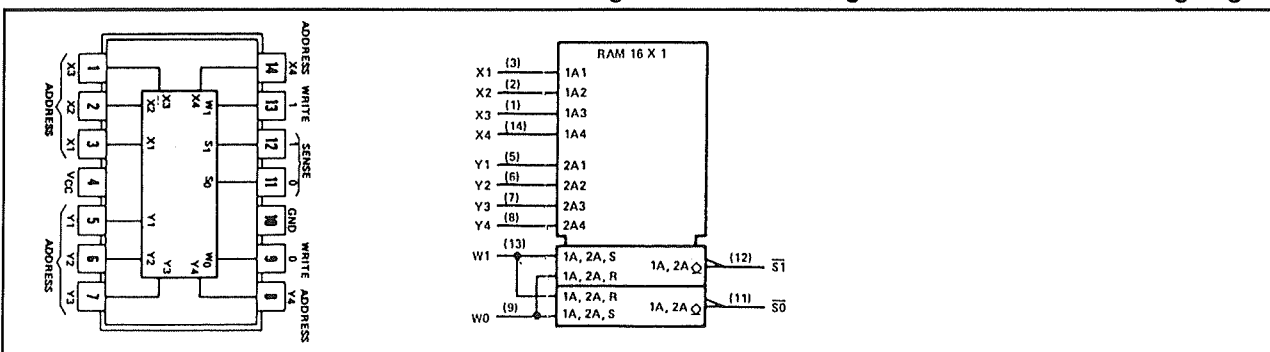 ADDRESS
X3 1
X2 2
X1 3
VCC 4
Y1 5
Y2 6
Y3 7
ADDRESS
X3 X4
X2 W1
X1 S1
S0
Y1
Y2 W0
Y3 Y4
ADDRESS
14 X4
13 1 WRITE
12 1 SENSE
11 0
10 GND
9 0 WRITE
8 Y4 ADDRESS
RAM 16 X 1
X1 (3) 1A1
X2 (2) 1A2
X3 (1) 1A3
X4 (14) 1A4
Y1 (5) 2A1
Y2 (6) 2A2
Y3 (7) 2A3
Y4 (8) 2A4
W1 (13) 1A, 2A, S
1A, 2A, R
1A, 2A (12) S1
1A, 2A, R
W0 (9) 1A, 2A, S
1A, 2A (11) S0